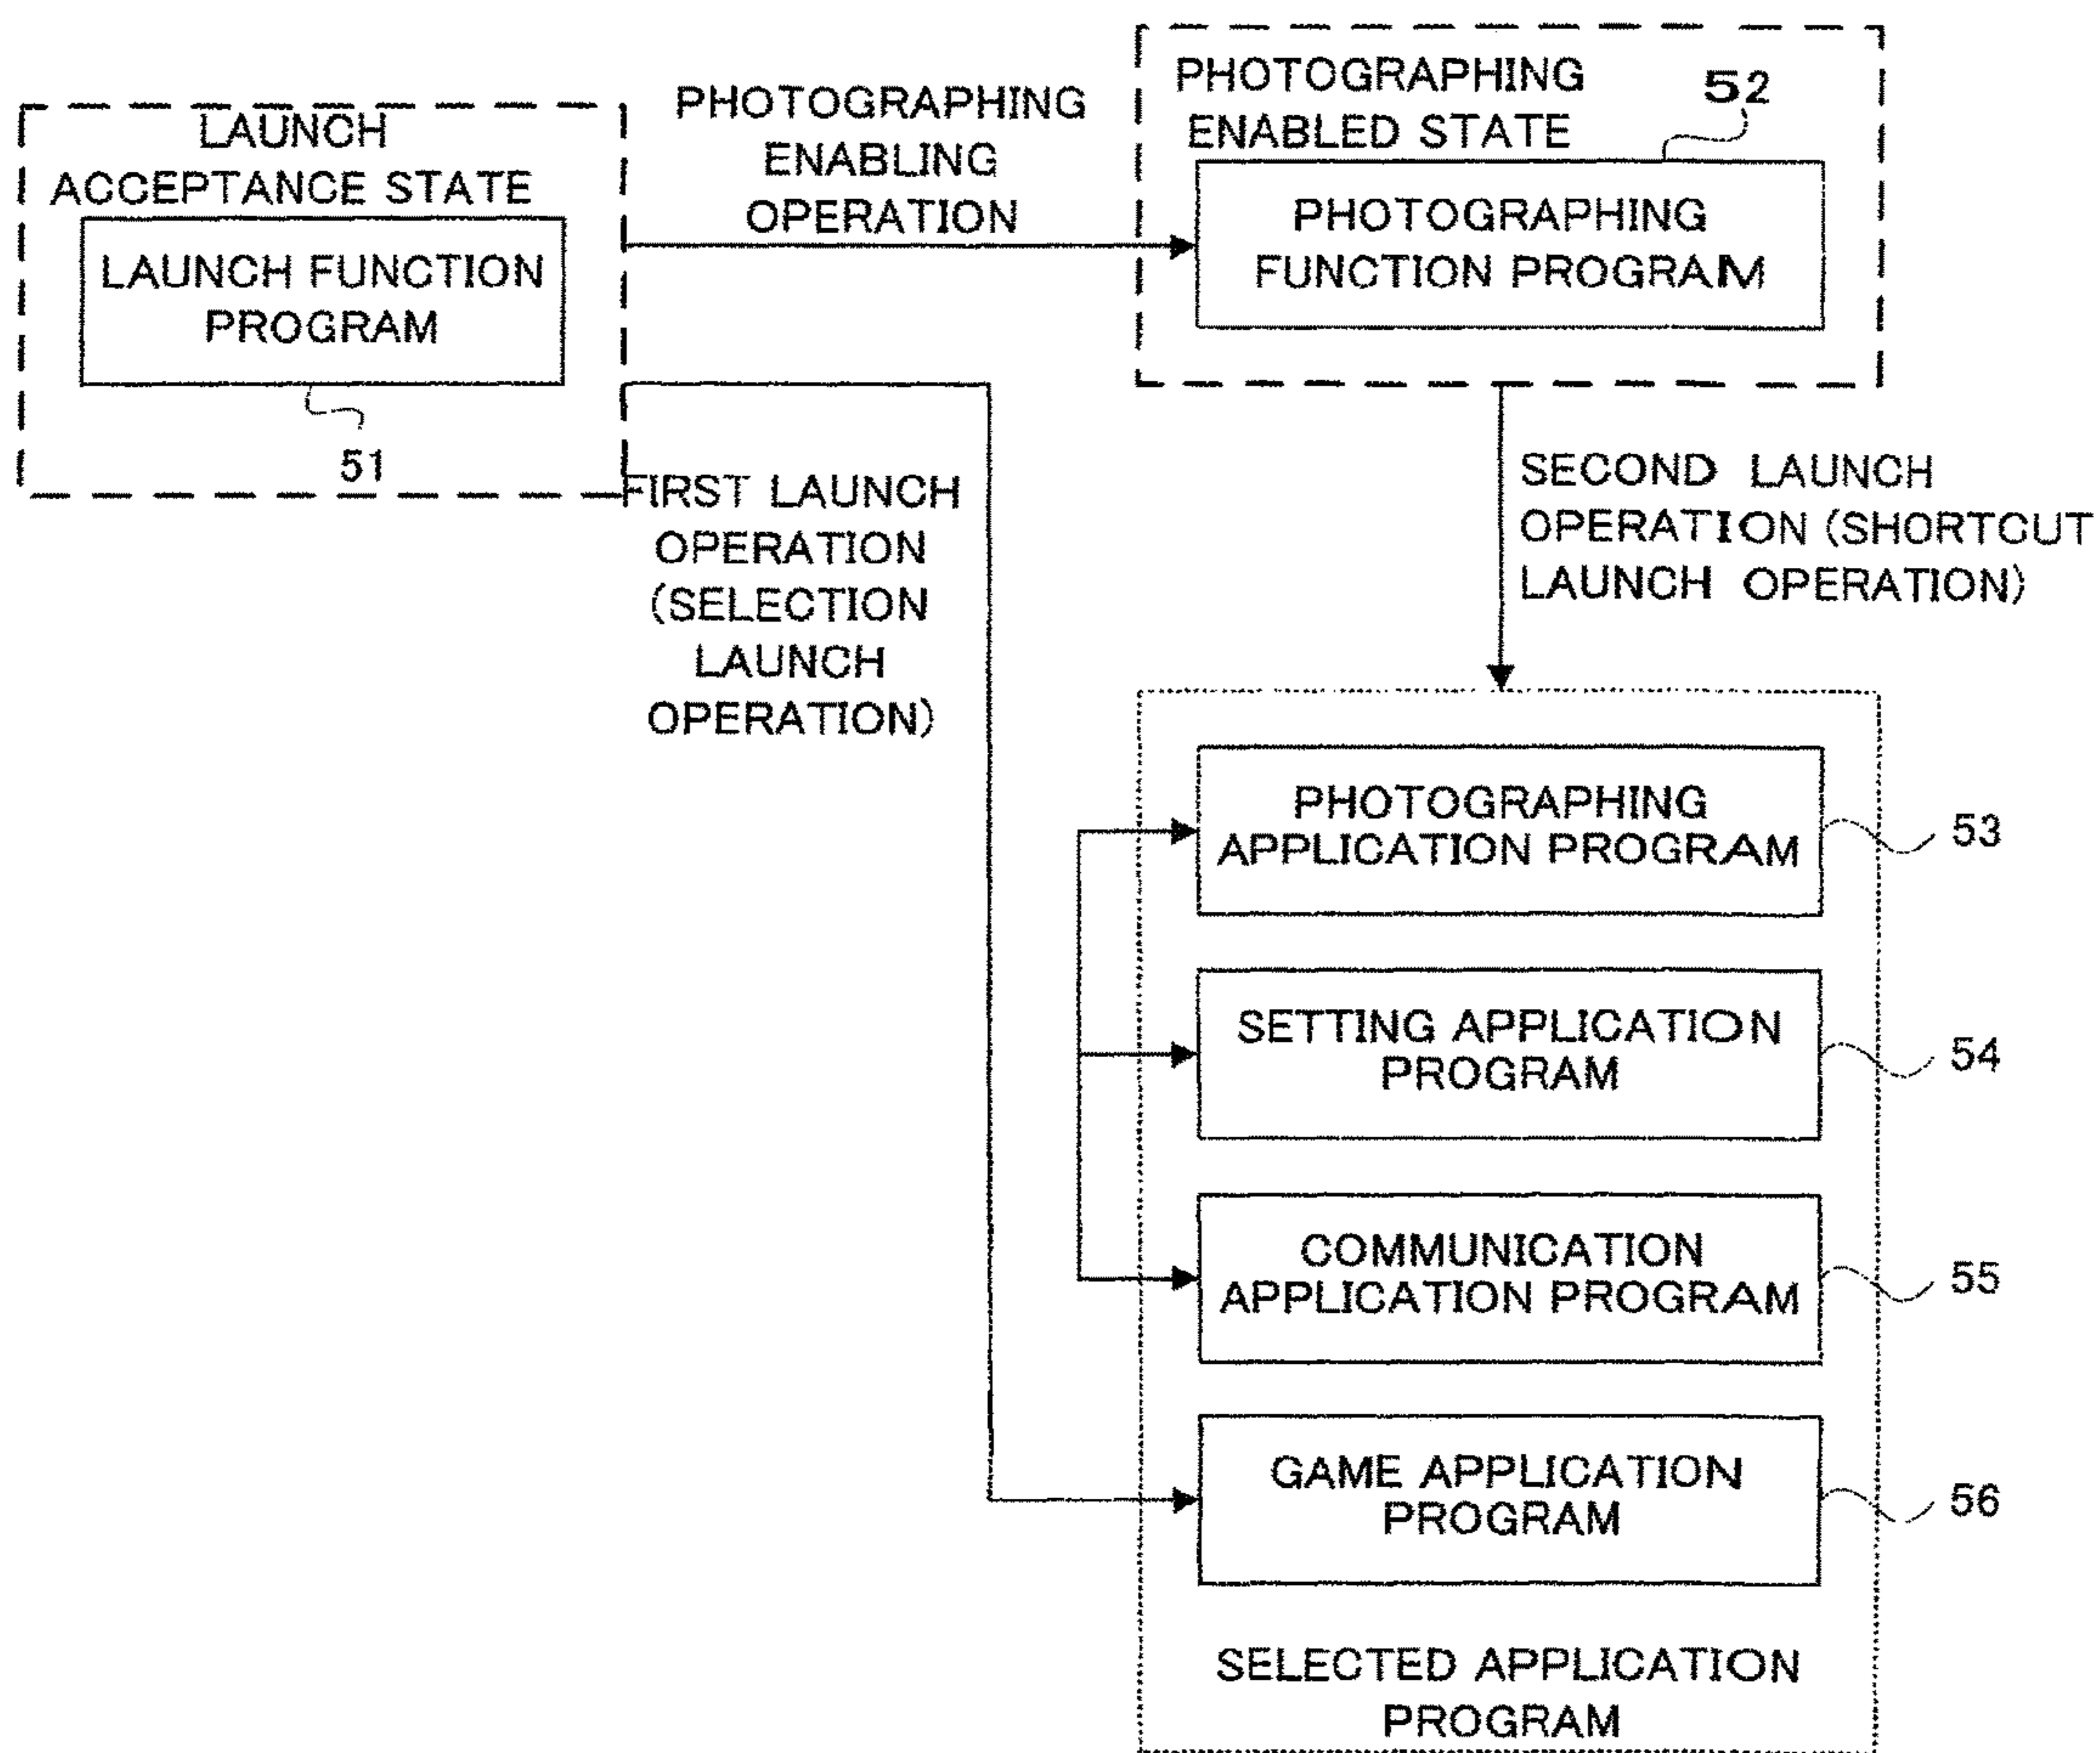 LAUNCH
ACCEPTANCE STATE
LAUNCH FUNCTION
PROGRAM
51
PHOTOGRAPHING
ENABLING
OPERATION
PHOTOGRAPHING
ENABLED STATE
52
PHOTOGRAPHING
FUNCTION PROGRAM
FIRST LAUNCH
OPERATION
(SELECTION
LAUNCH
OPERATION)
SECOND LAUNCH
OPERATION (SHORTCUT
LAUNCH OPERATION)
PHOTOGRAPHING
APPLICATION PROGRAM
53
SETTING APPLICATION
PROGRAM
54
COMMUNICATION
APPLICATION PROGRAM
55
GAME APPLICATION
PROGRAM
56
SELECTED APPLICATION
PROGRAM